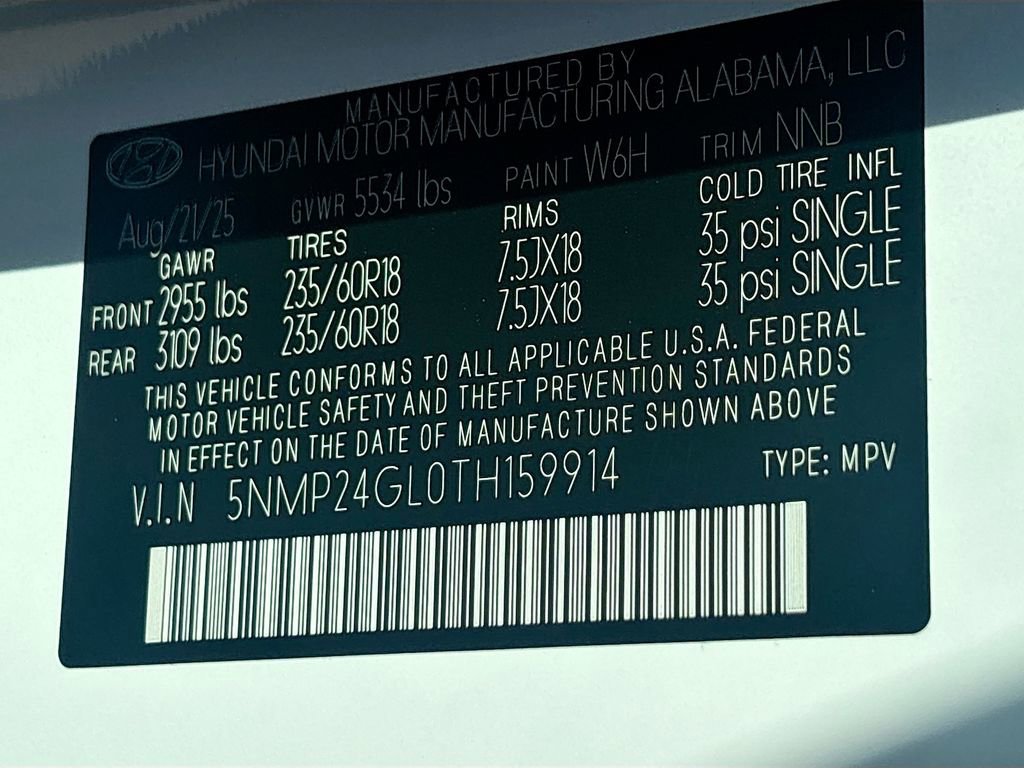 MANUFACTURED BY
HYUNDAI MOTOR MANUFACTURING ALABAMA, LLC
Aug/21/25 GVWR 5534 lbs PAINT W6H TRIM NNB
GAWR TIRES RIMS COLD TIRE INFL
FRONT 2955 lbs 235/60R18 7.5JX18 35 psi SINGLE
REAR 3109 lbs 235/60R18 7.5JX18 35 psi SINGLE
THIS VEHICLE CONFORMS TO ALL APPLICABLE U.S.A. FEDERAL
MOTOR VEHICLE SAFETY AND THEFT PREVENTION STANDARDS
IN EFFECT ON THE DATE OF MANUFACTURE SHOWN ABOVE
V.I.N 5NMP24GL0TH159914 TYPE: MPV